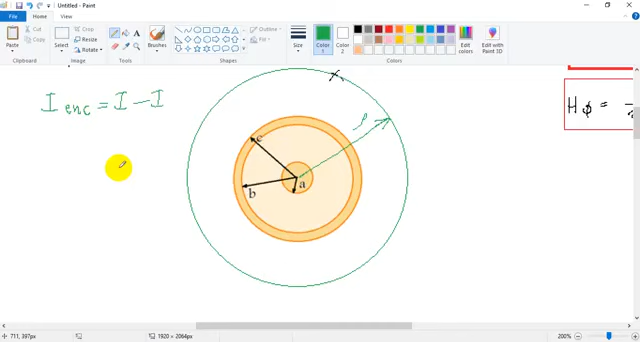 Untitled - Paint
File Home View
Paste
Cut
Copy
Clipboard
Select
Crop
Resize
Rotate
Image
Tools
Brushes
Shapes
Outline
Fill
Size
Color 1
Color 2
Colors
Edit colors
Edit with Paint 3D
I enc = I - I
ρ
c
a
b
Hϕ =
711, 397px
1920 × 2064px
200%